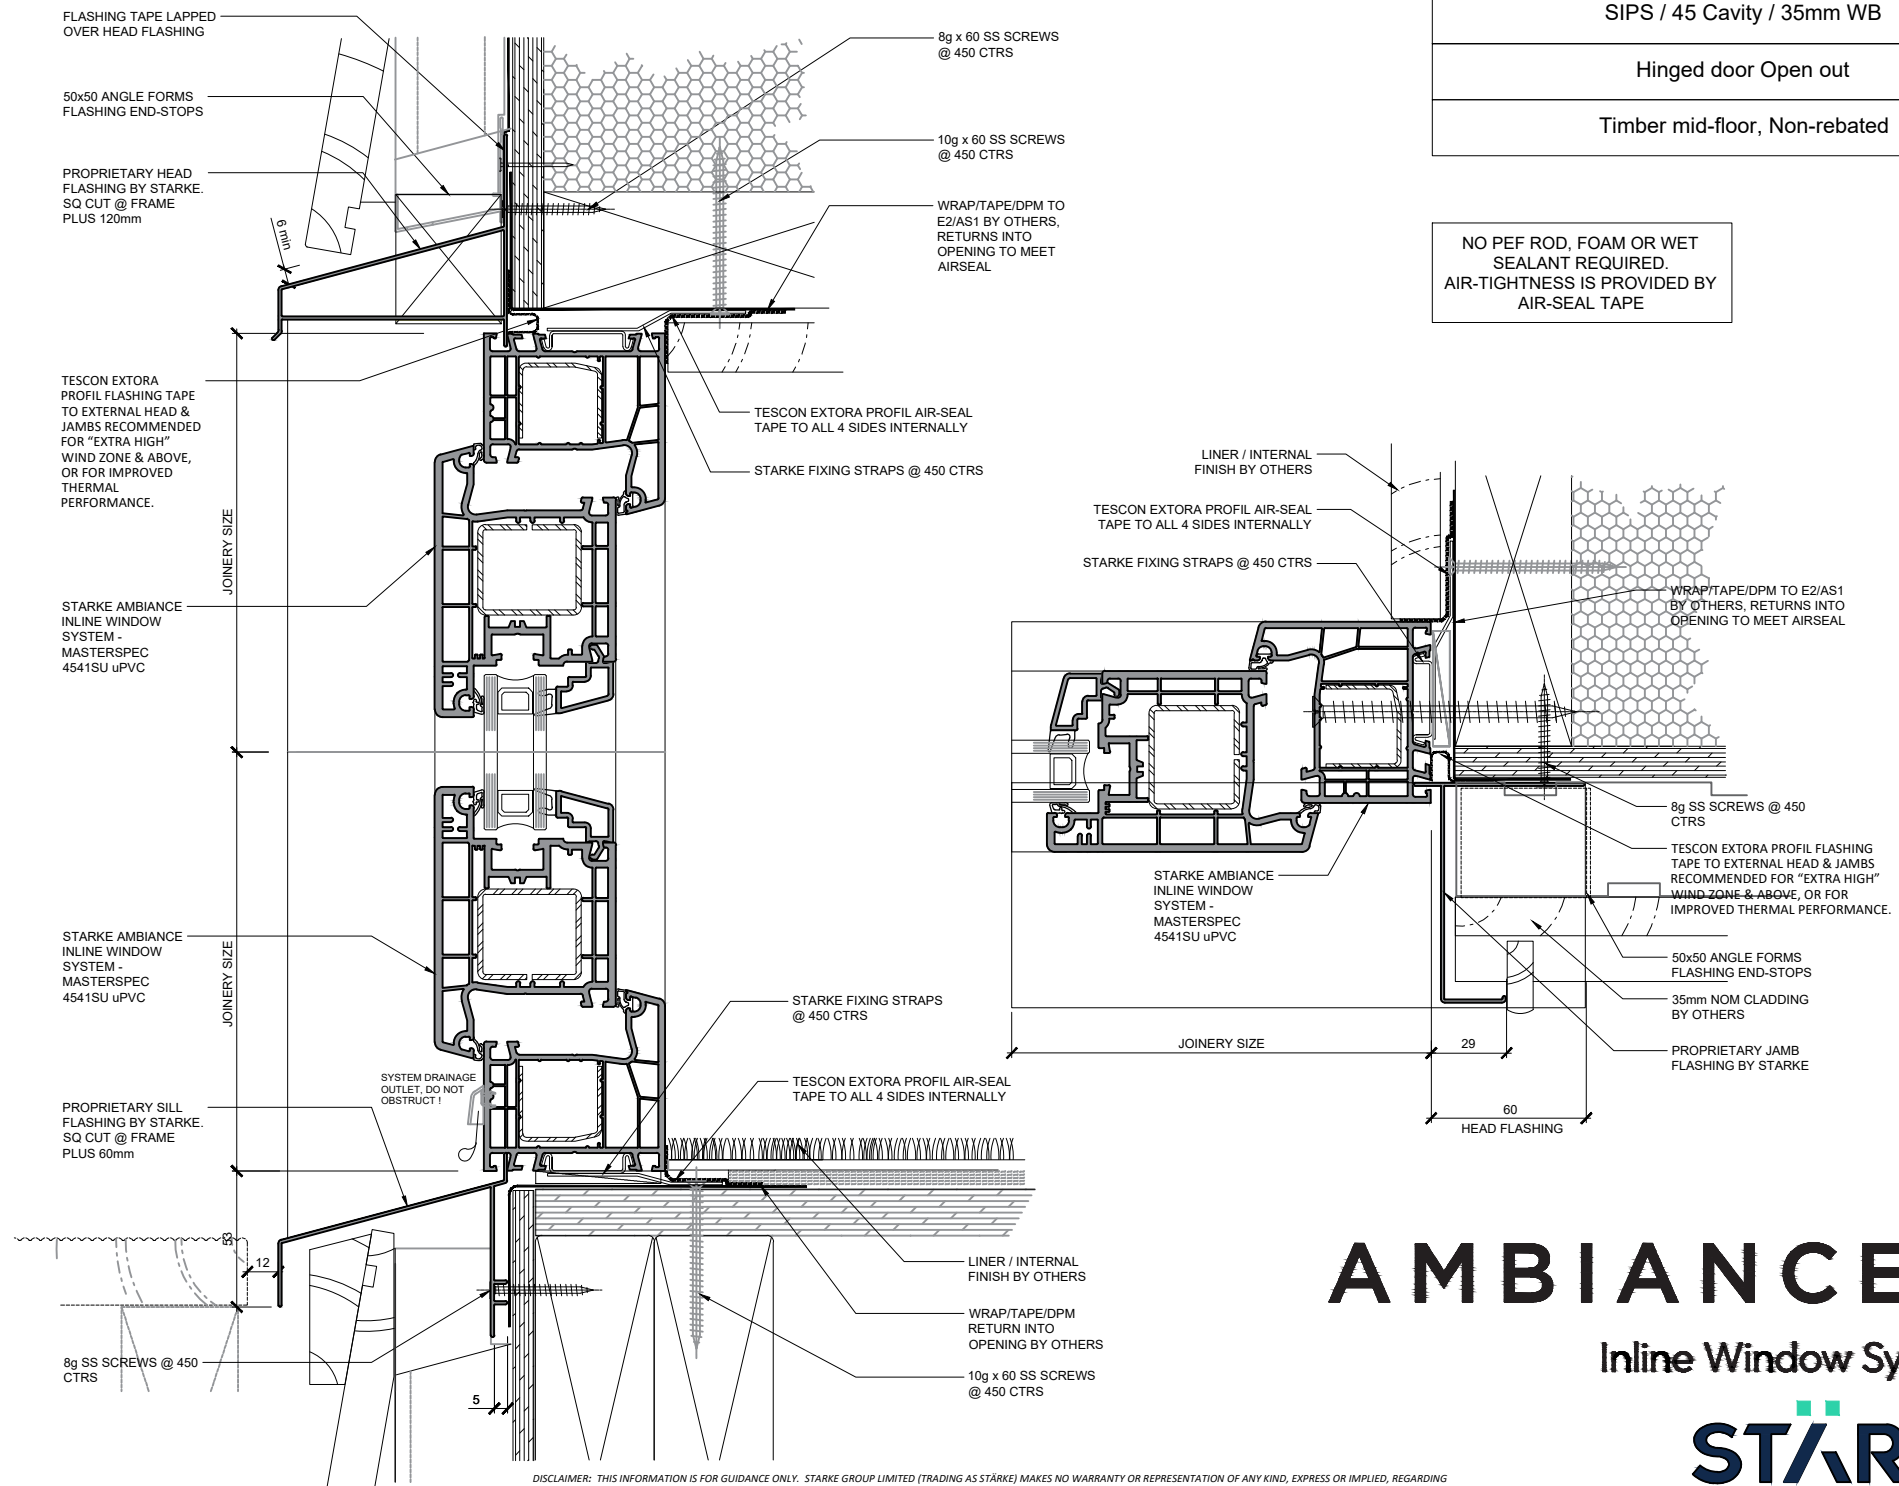 FLASHING TAPE LAPPED
OVER HEAD FLASHING
50x50 ANGLE FORMS
FLASHING END-STOPS
PROPRIETARY HEAD
FLASHING BY STARKE.
SQ CUT @ FRAME
PLUS 120mm
6 min
8g x 60 SS SCREWS
@ 450 CTRS
10g x 60 SS SCREWS
@ 450 CTRS
WRAP/TAPE/DPM TO
E2/AS1 BY OTHERS,
RETURNS INTO
OPENING TO MEET
AIRSEAL
SIPS / 45 Cavity / 35mm WB
Hinged door Open out
Timber mid-floor, Non-rebated
NO PEF ROD, FOAM OR WET
SEALANT REQUIRED.
AIR-TIGHTNESS IS PROVIDED BY
AIR-SEAL TAPE
TESCON EXTORA
PROFIL FLASHING TAPE
TO EXTERNAL HEAD &
JAMBS RECOMMENDED
FOR “EXTRA HIGH”
WIND ZONE & ABOVE,
OR FOR IMPROVED
THERMAL
PERFORMANCE.
JOINERY SIZE
TESCON EXTORA PROFIL AIR-SEAL
TAPE TO ALL 4 SIDES INTERNALLY
STARKE FIXING STRAPS @ 450 CTRS
STARKE AMBIANCE
INLINE WINDOW
SYSTEM -
MASTERSPEC
4541SU uPVC
LINER / INTERNAL
FINISH BY OTHERS
TESCON EXTORA PROFIL AIR-SEAL
TAPE TO ALL 4 SIDES INTERNALLY
STARKE FIXING STRAPS @ 450 CTRS
WRAP/TAPE/DPM TO E2/AS1
BY OTHERS, RETURNS INTO
OPENING TO MEET AIRSEAL
8g SS SCREWS @ 450
CTRS
TESCON EXTORA PROFIL FLASHING
TAPE TO EXTERNAL HEAD & JAMBS
RECOMMENDED FOR “EXTRA HIGH”
WIND ZONE & ABOVE, OR FOR
IMPROVED THERMAL PERFORMANCE.
STARKE AMBIANCE
INLINE WINDOW
SYSTEM -
MASTERSPEC
4541SU uPVC
50x50 ANGLE FORMS
FLASHING END-STOPS
35mm NOM CLADDING
BY OTHERS
PROPRIETARY JAMB
FLASHING BY STARKE
JOINERY SIZE
29
60
HEAD FLASHING
STARKE AMBIANCE
INLINE WINDOW
SYSTEM -
MASTERSPEC
4541SU uPVC
JOINERY SIZE
STARKE FIXING STRAPS
@ 450 CTRS
SYSTEM DRAINAGE
OUTLET, DO NOT
OBSTRUCT !
TESCON EXTORA PROFIL AIR-SEAL
TAPE TO ALL 4 SIDES INTERNALLY
PROPRIETARY SILL
FLASHING BY STARKE.
SQ CUT @ FRAME
PLUS 60mm
53
12
LINER / INTERNAL
FINISH BY OTHERS
WRAP/TAPE/DPM
RETURN INTO
OPENING BY OTHERS
10g x 60 SS SCREWS
@ 450 CTRS
8g SS SCREWS @ 450
CTRS
5
AMBIANCE
Inline Window Sy
STÄR
DISCLAIMER: THIS INFORMATION IS FOR GUIDANCE ONLY. STARKE GROUP LIMITED (TRADING AS STÄRKE) MAKES NO WARRANTY OR REPRESENTATION OF ANY KIND, EXPRESS OR IMPLIED, REGARDING